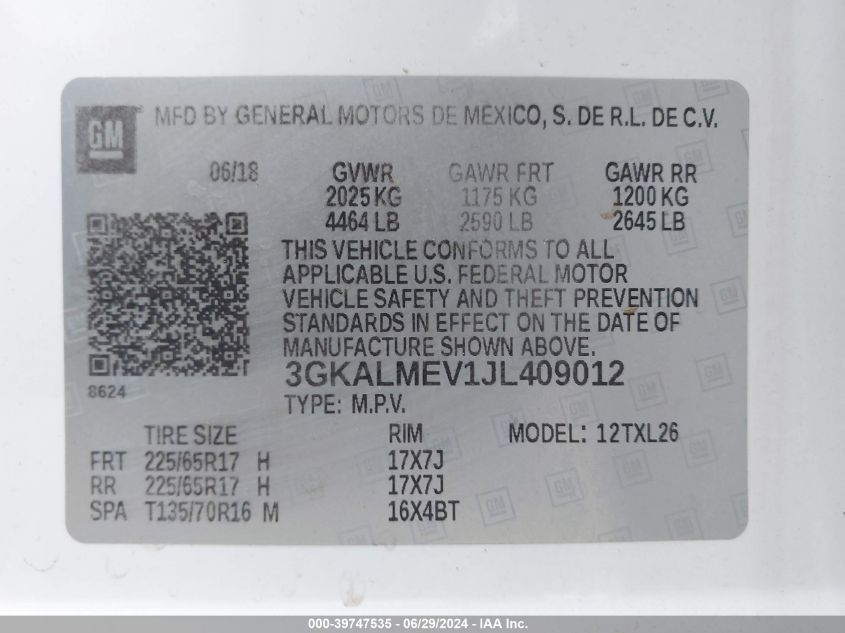 GM MFD BY GENERAL MOTORS DE MEXICO, S. DE R.L. DE C.V.
06/18 GVWR GAWR FRT GAWR RR
2025 KG 1175 KG 1200 KG
4464 LB 2590 LB 2645 LB
THIS VEHICLE CONFORMS TO ALL
APPLICABLE U.S. FEDERAL MOTOR
VEHICLE SAFETY AND THEFT PREVENTION
STANDARDS IN EFFECT ON THE DATE OF
MANUFACTURE SHOWN ABOVE.
3GKALMEV1JL409012
8624
TYPE: M.P.V.
TIRE SIZE RIM MODEL: 12TXL26
FRT 225/65R17 H 17X7J
RR 225/65R17 H 17X7J
SPA T135/70R16 M 16X4BT
000-39747535 - 06/29/2024 - IAA Inc.